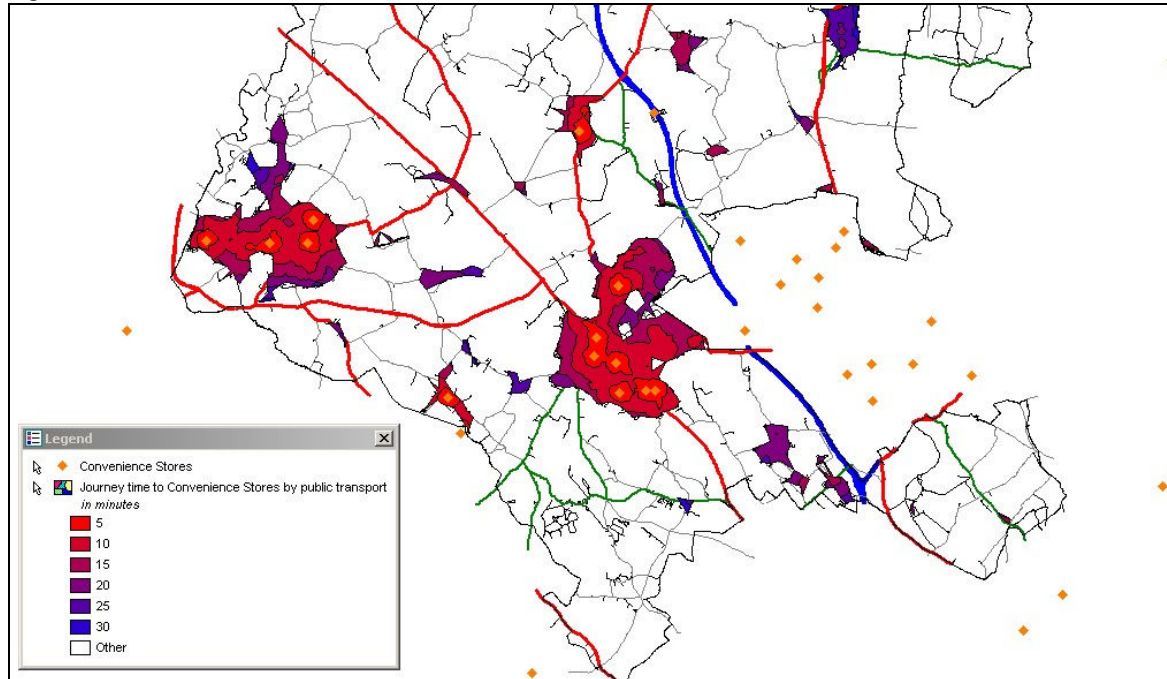 Legend
Convenience Stores
Journey time to Convenience Stores by public transport
in minutes
5
10
15
20
25
30
Other